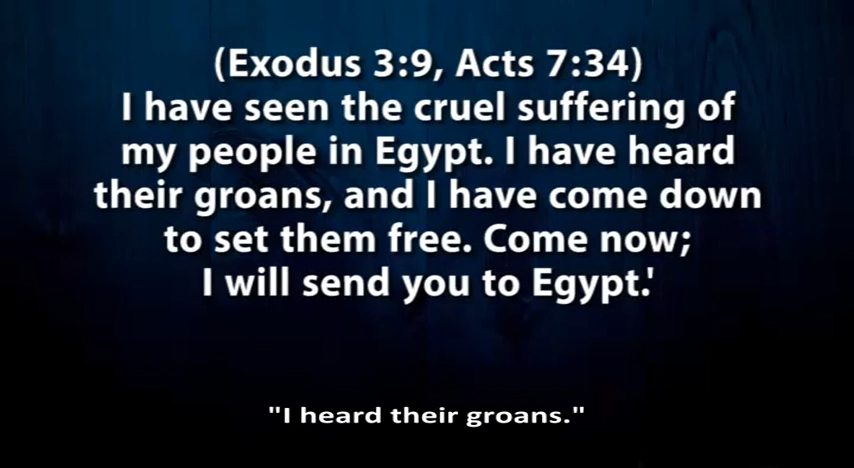 (Exodus 3:9, Acts 7:34)
I have seen the cruel suffering of
my people in Egypt. I have heard
their groans, and I have come down
to set them free. Come now;
I will send you to Egypt.'
"I heard their groans."